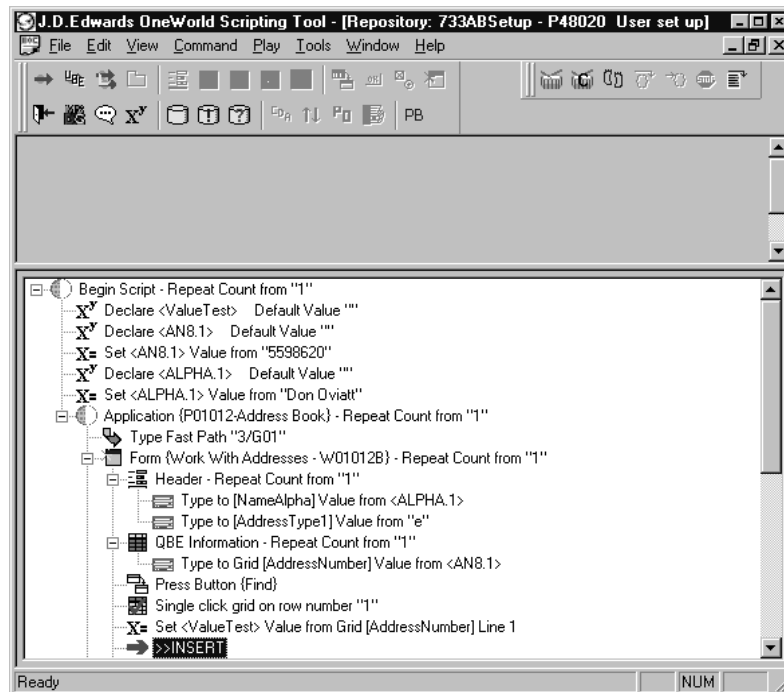 J.D.Edwards OneWorld Scripting Tool - [Repository: 733ABSetup - P48020 User set up]
File Edit View Command Play Tools Window Help
UBE
PB
Begin Script - Repeat Count from "1"
Declare <ValueTest> Default Value ""
Declare <AN8.1> Default Value ""
Set <AN8.1> Value from "5598620"
Declare <ALPHA.1> Default Value ""
Set <ALPHA.1> Value from "Don Oviatt"
Application {P01012-Address Book} - Repeat Count from "1"
Type Fast Path "3/G01"
Form {Work With Addresses - W01012B} - Repeat Count from "1"
Header - Repeat Count from "1"
Type to [NameAlpha] Value from <ALPHA.1>
Type to [AddressType1] Value from "e"
QBE Information - Repeat Count from "1"
Type to Grid [AddressNumber] Value from <AN8.1>
Press Button {Find}
Single click grid on row number "1"
Set <ValueTest> Value from Grid [AddressNumber] Line 1
>>INSERT
Ready NUM